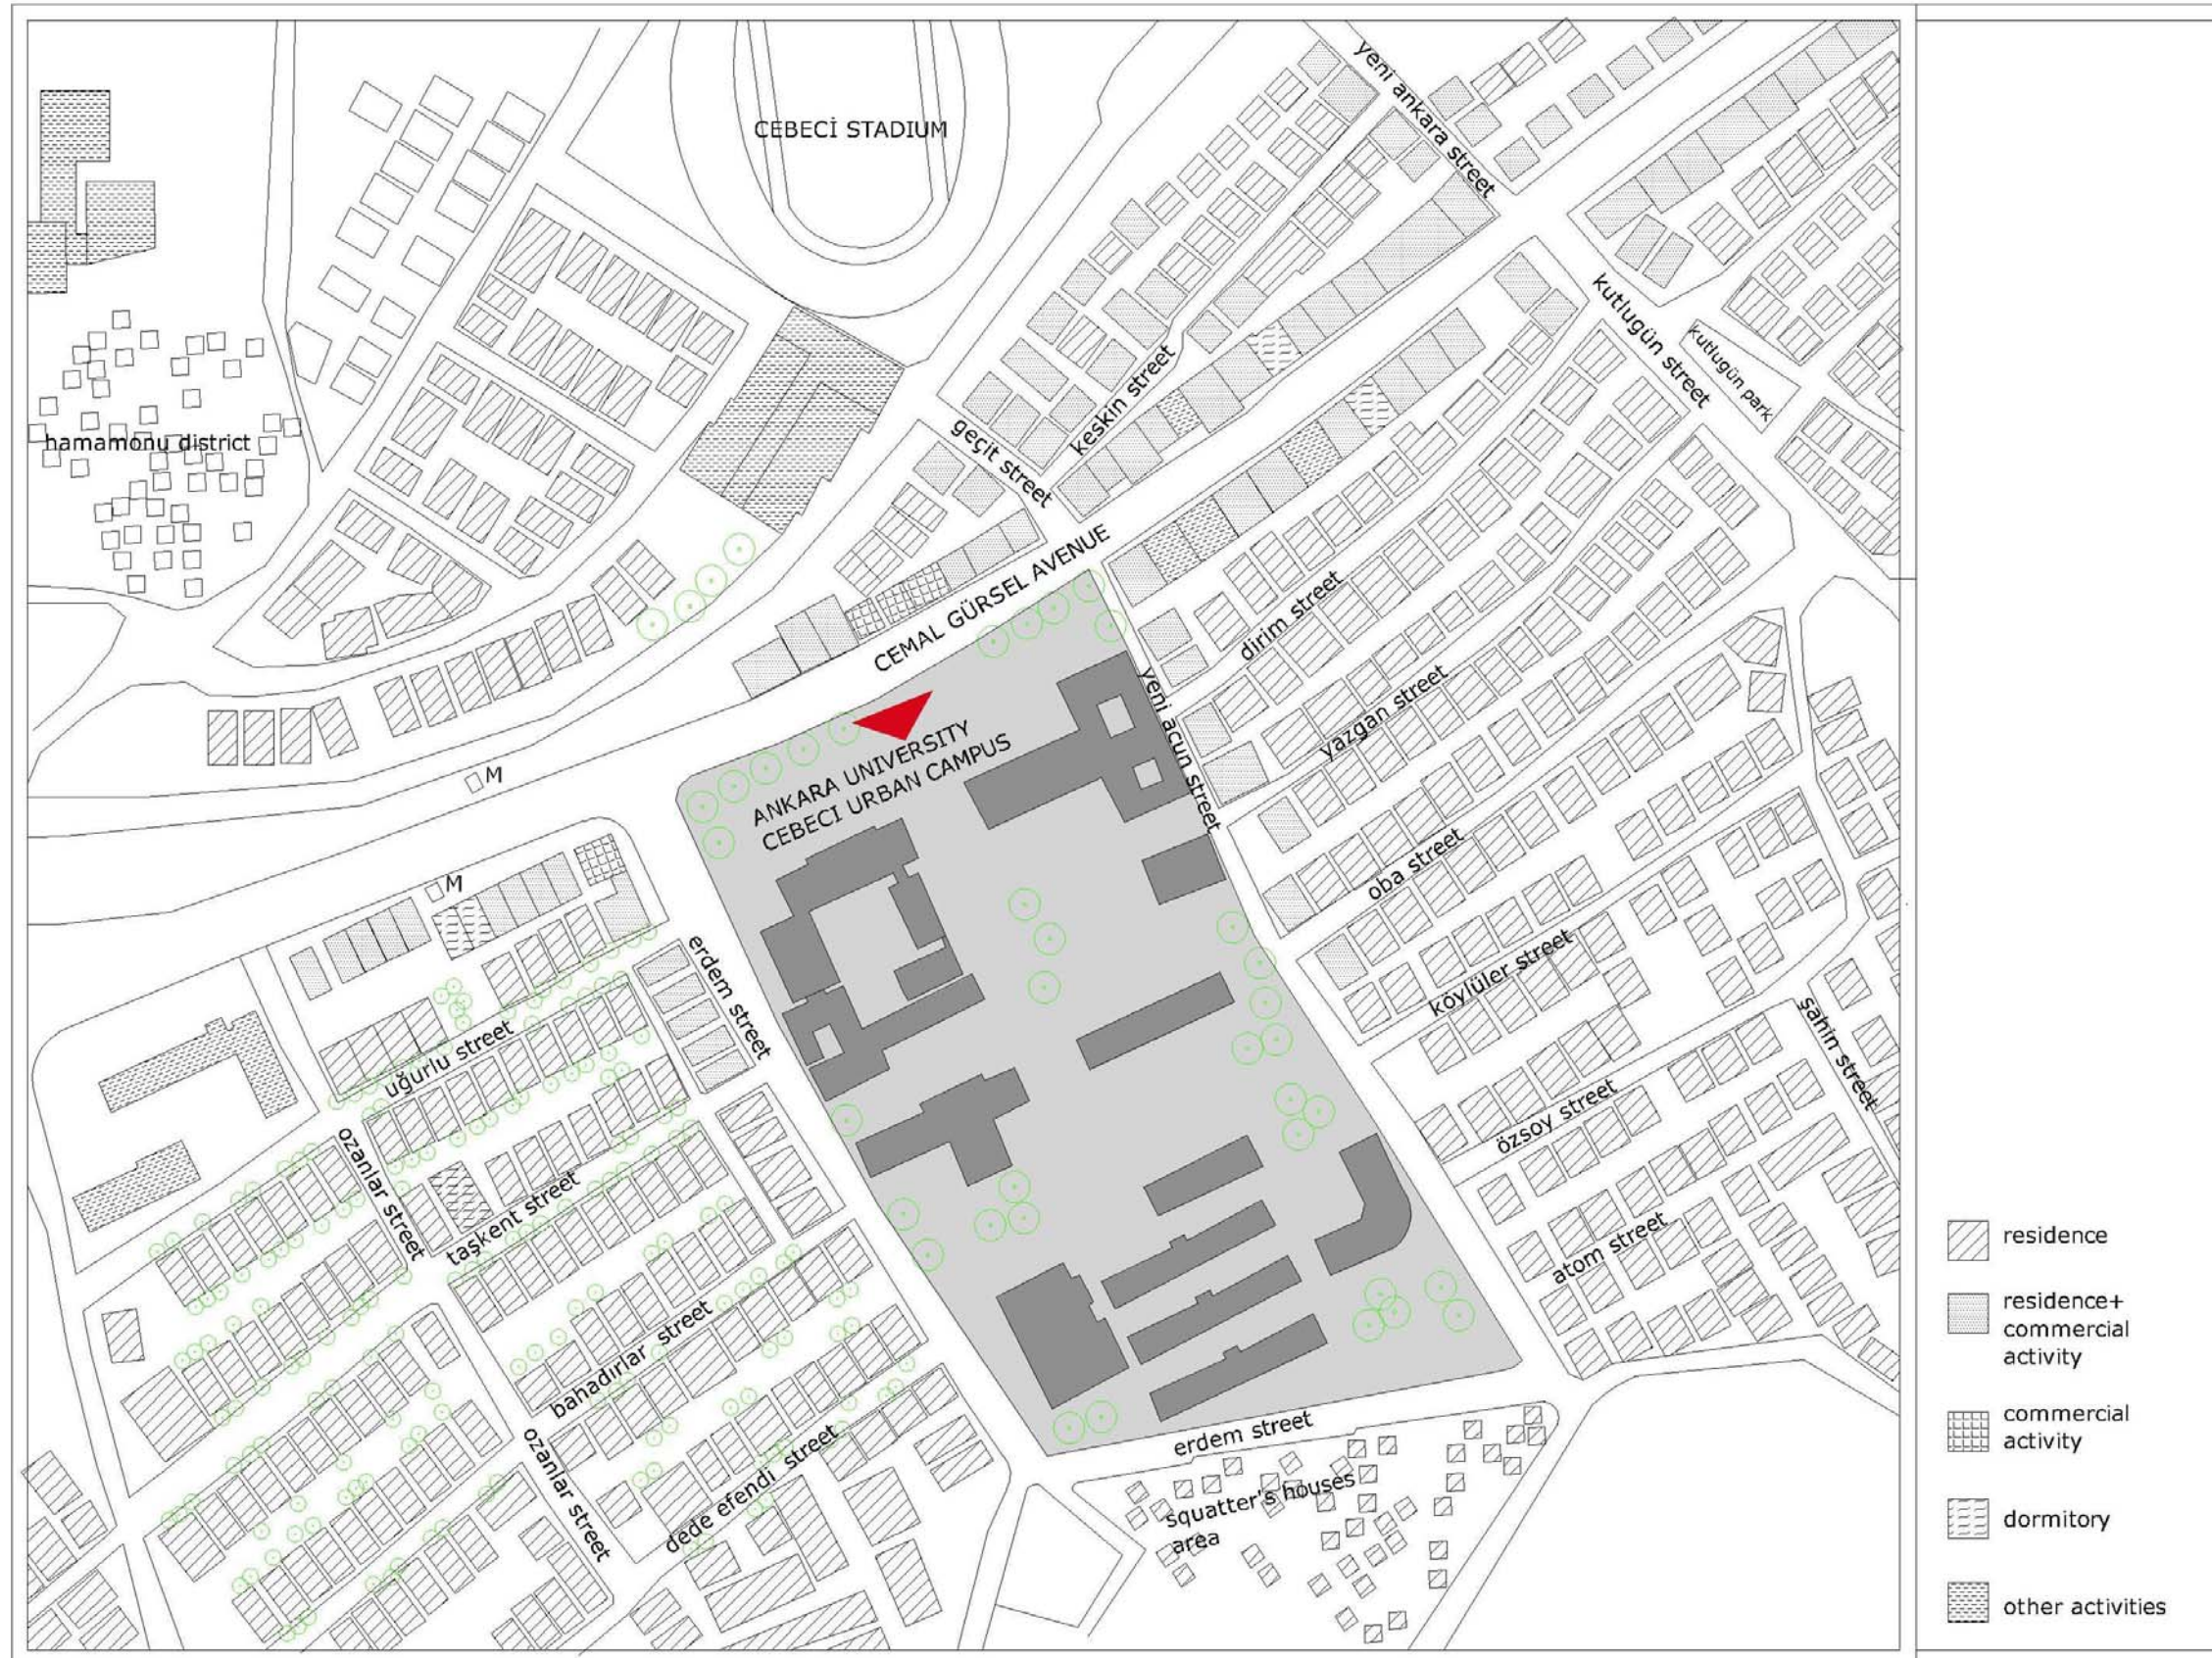 CEBECİ STADIUM
yeni ankara street
kutlugün street
kutlugün park
hamamonu district
keskin street
geçit street
CEMAL GÜRSEL AVENUE
dirim street
yeni acun street
yazgan street
M
ANKARA UNIVERSITY
CEBECI URBAN CAMPUS
oba street
M
erdem street
köylüler street
uğurlu street
şahin street
özsoy street
ozanlar street
taşkent street
atom street
bahadırlar street
erdem street
ozanlar street
dede efendi street
squatter's houses
area
residence
residence+
commercial
activity
commercial
activity
dormitory
other activities